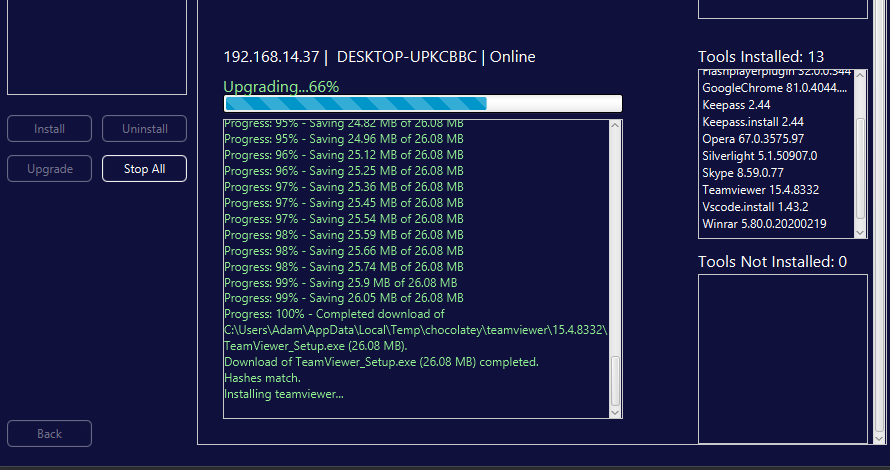 192.168.14.37 | DESKTOP-UPKCBBC | Online
Upgrading...66%
Progress: 95% - Saving 24.82 MB of 26.08 MB
Progress: 95% - Saving 24.96 MB of 26.08 MB
Progress: 96% - Saving 25.12 MB of 26.08 MB
Progress: 96% - Saving 25.25 MB of 26.08 MB
Progress: 97% - Saving 25.36 MB of 26.08 MB
Progress: 97% - Saving 25.45 MB of 26.08 MB
Progress: 97% - Saving 25.54 MB of 26.08 MB
Progress: 98% - Saving 25.59 MB of 26.08 MB
Progress: 98% - Saving 25.66 MB of 26.08 MB
Progress: 98% - Saving 25.74 MB of 26.08 MB
Progress: 99% - Saving 25.9 MB of 26.08 MB
Progress: 99% - Saving 26.05 MB of 26.08 MB
Progress: 100% - Completed download of
C:\Users\Adam\AppData\Local\Temp\chocolatey\teamviewer\15.4.8332\
TeamViewer_Setup.exe (26.08 MB).
Download of TeamViewer_Setup.exe (26.08 MB) completed.
Hashes match.
Installing teamviewer...
Install
Uninstall
Upgrade
Stop All
Back
Tools Installed: 13
Flashplayerplugin 32.0.0.344
GoogleChrome 81.0.4044....
Keepass 2.44
Keepass.install 2.44
Opera 67.0.3575.97
Silverlight 5.1.50907.0
Skype 8.59.0.77
Teamviewer 15.4.8332
Vscode.install 1.43.2
Winrar 5.80.0.20200219
Tools Not Installed: 0